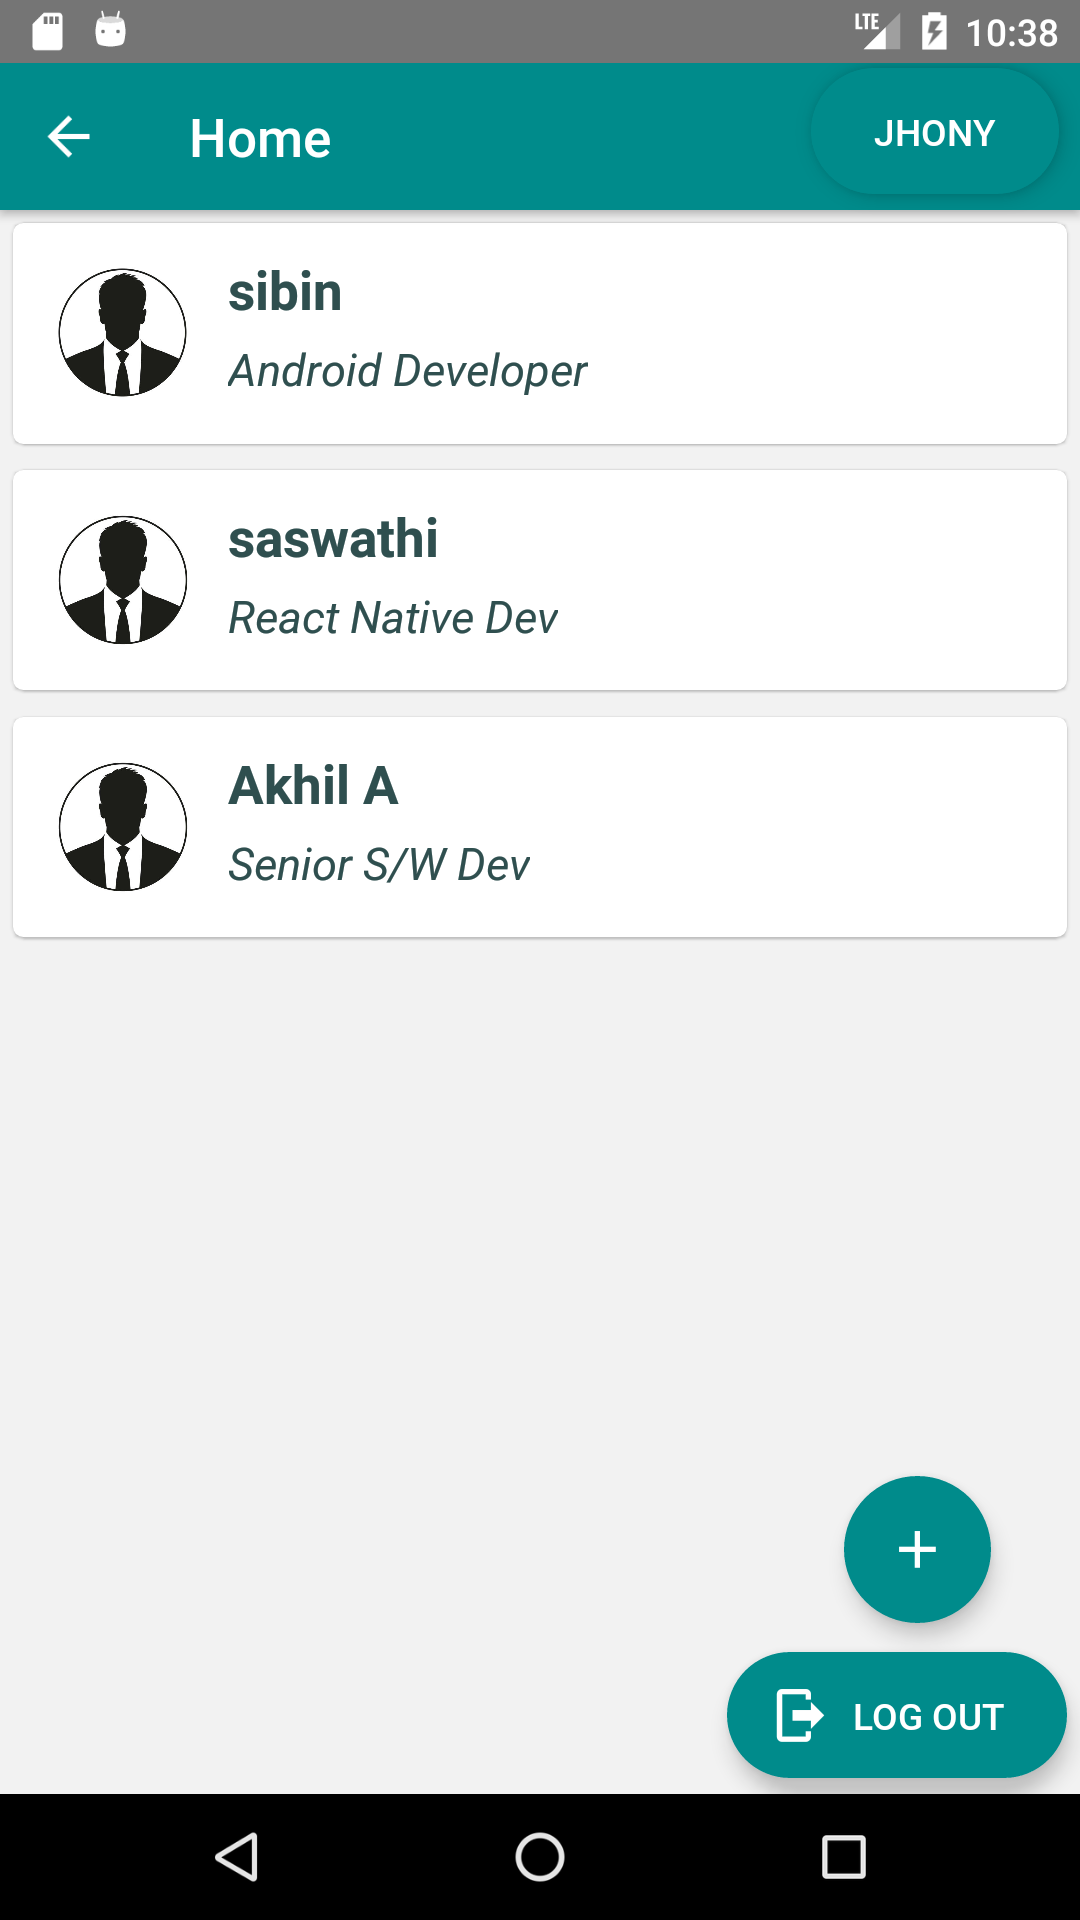 LTE 10:38
Home
JHONY
sibin
Android Developer
saswathi
React Native Dev
Akhil A
Senior S/W Dev
+
LOG OUT